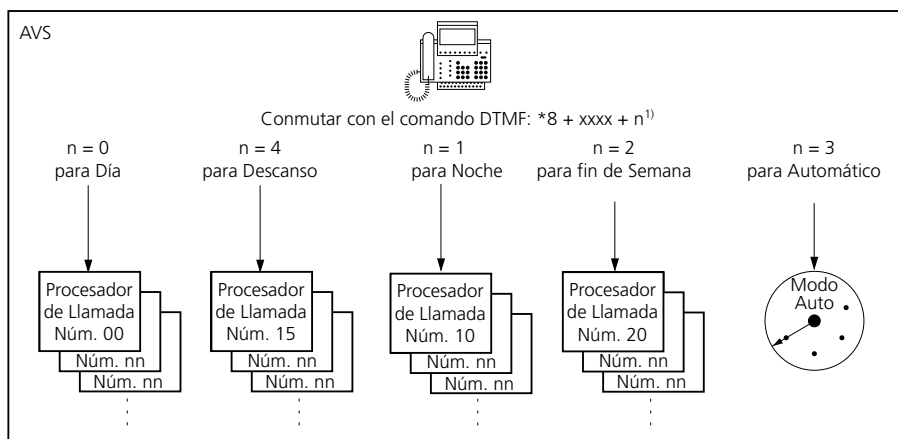 AVS
Conmutar con el comando DTMF: *8 + xxxx + n1)
n = 0
para Día
n = 4
para Descanso
n = 1
para Noche
n = 2
para fin de Semana
n = 3
para Automático
Procesador
de Llamada
Núm. 00
Núm. nn
Núm. nn
Procesador
de Llamada
Núm. 15
Núm. nn
Núm. nn
Procesador
de Llamada
Núm. 10
Núm. nn
Núm. nn
Procesador
de Llamada
Núm. 20
Núm. nn
Núm. nn
Modo
Auto